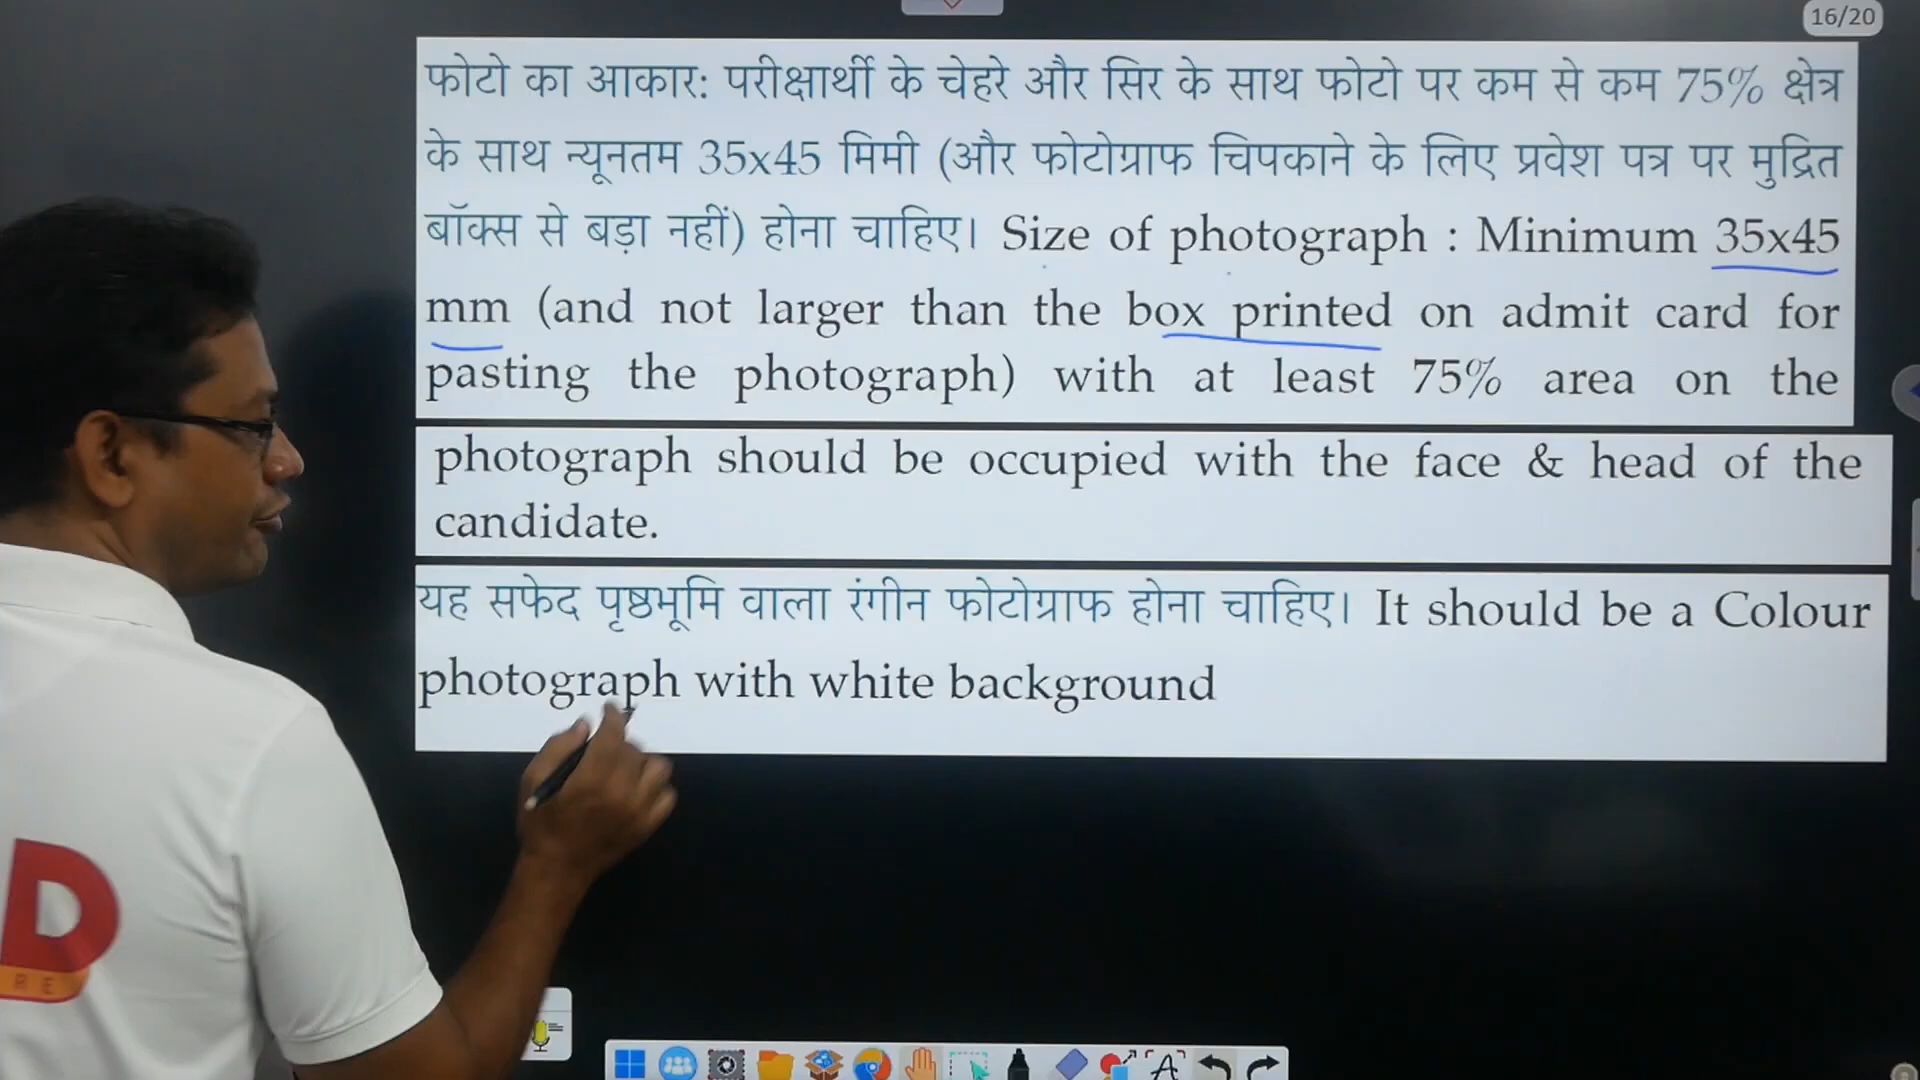 16/20
फोटो का आकार: परीक्षार्थी के चेहरे और सिर के साथ फोटो पर कम से कम 75% क्षेत्र
के साथ न्यूनतम 35x45 मिमी (और फोटोग्राफ चिपकाने के लिए प्रवेश पत्र पर मुद्रित
बॉक्स से बड़ा नहीं) होना चाहिए। Size of photograph : Minimum 35x45
mm (and not larger than the box printed on admit card for
pasting the photograph) with at least 75% area on the
photograph should be occupied with the face & head of the
candidate.
यह सफेद पृष्ठभूमि वाला रंगीन फोटोग्राफ होना चाहिए। It should be a Colour
photograph with white background
D
R E